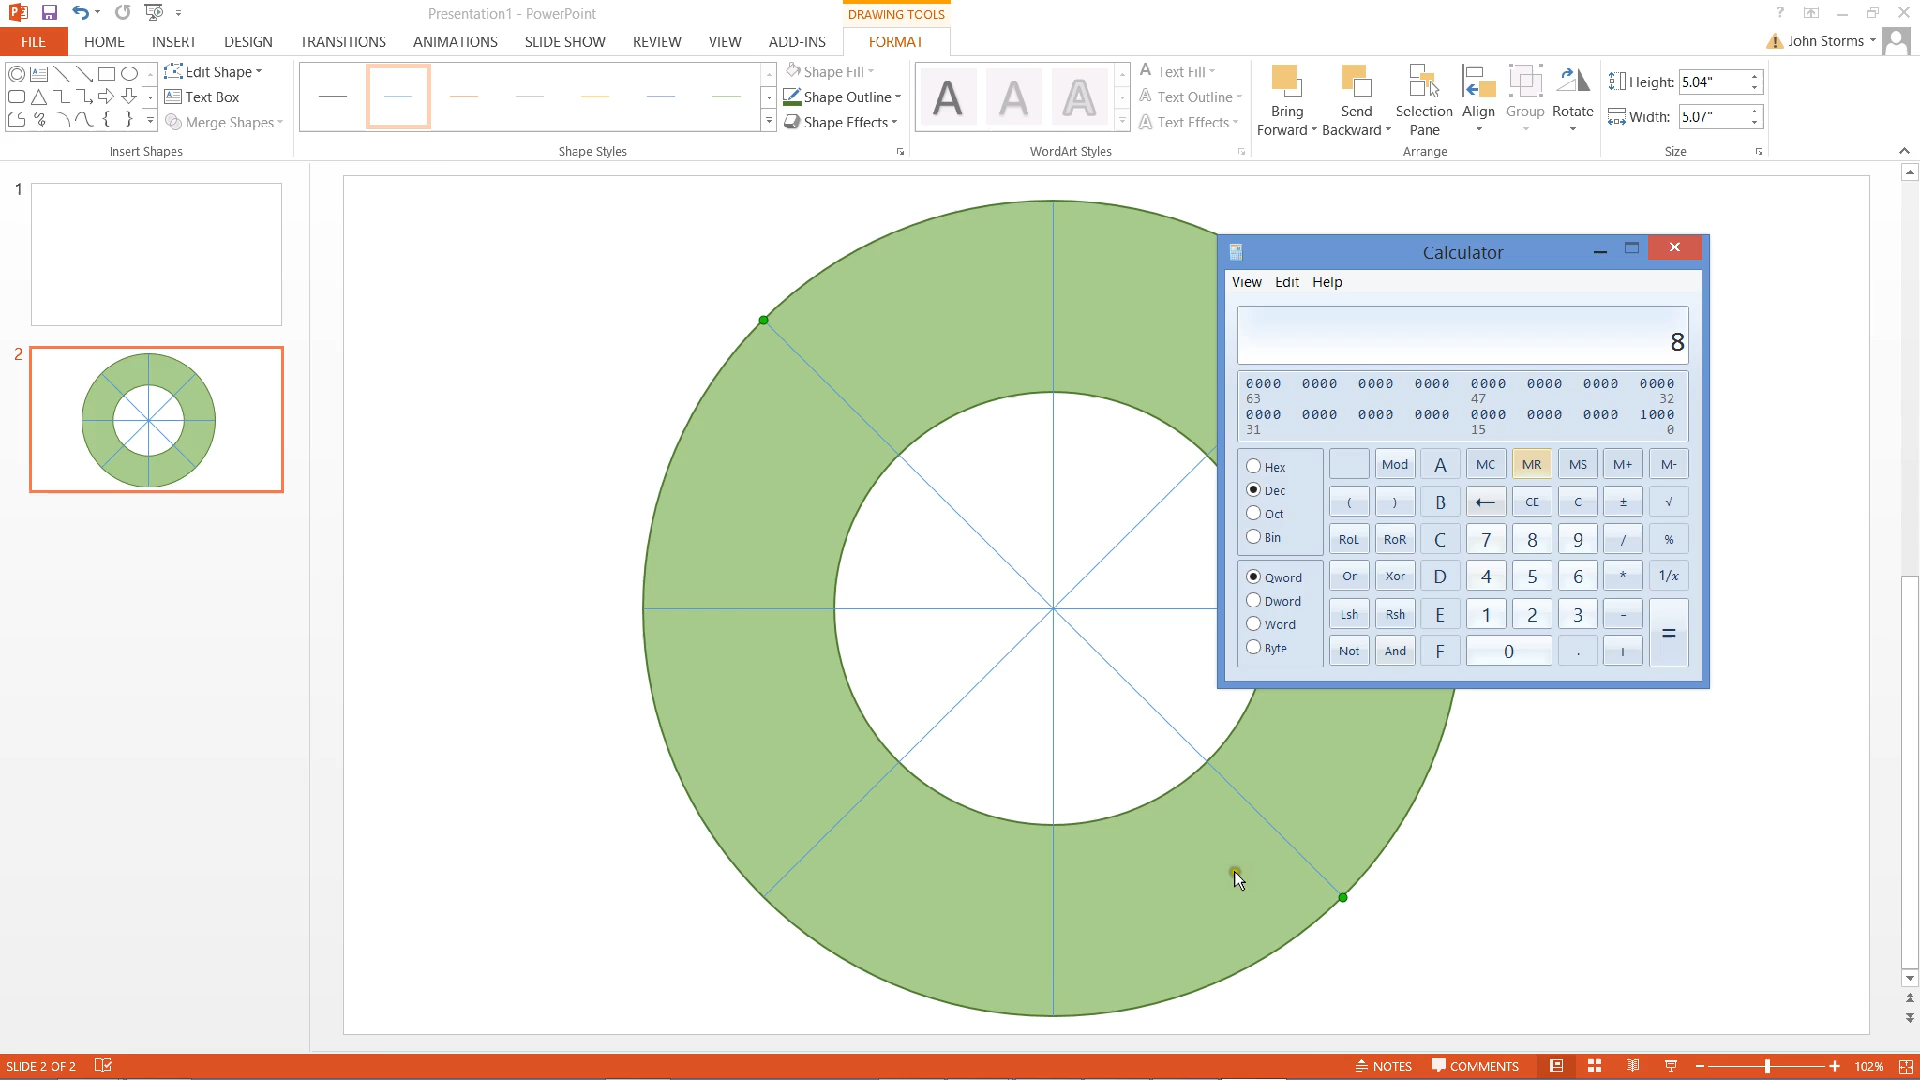 Presentation1 - PowerPoint
DRAWING TOOLS
?
FILE HOME INSERT DESIGN TRANSITIONS ANIMATIONS SLIDE SHOW REVIEW VIEW ADD-INS FORMAT
John Storms
Edit Shape
Text Box
Merge Shapes
Insert Shapes
Shape Fill
Shape Outline
Shape Effects
Shape Styles
A A A
A Text Fill
A Text Outline
A Text Effects
WordArt Styles
Bring Forward
Send Backward
Selection Pane
Align
Group
Rotate
Arrange
Height: 5.04"
Width: 5.07"
Size
1
2
Calculator
View Edit Help
8
0000 0000 0000 0000 0000 0000 0000 0000
63 47 32
0000 0000 0000 0000 0000 0000 0000 1000
31 15 0
Hex
Dec
Oct
Bin
Qword
Dword
Word
Byte
Mod A MC MR MS M+ M-
( ) B ← CE C ± √
RoL RoR C 7 8 9 / %
Or Xor D 4 5 6 * 1/x
Lsh Rsh E 1 2 3 - =
Not And F 0 . +
SLIDE 2 OF 2
NOTES
COMMENTS
102%